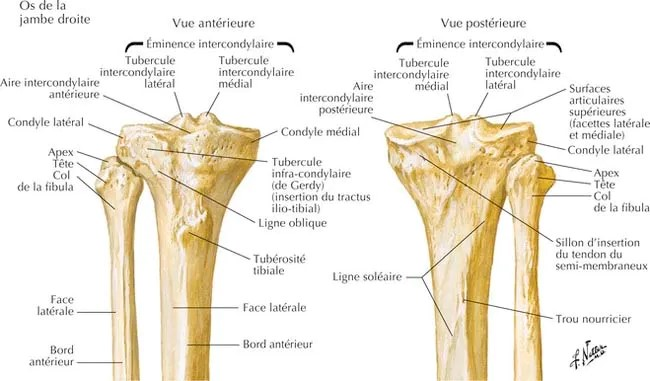 Os de la
jambe droite
Vue antérieure
Éminence intercondylaire
Tubercule
intercondylaire
latéral
Tubercule
intercondylaire
médial
Aire intercondylaire
antérieure
Condyle latéral
Condyle médial
Apex
Tête
Col
de la fibula
Tubercule
infra-condylaire
(de Gerdy)
(insertion du tractus
ilio-tibial)
Ligne oblique
Tubérosité
tibiale
Face
latérale
Face latérale
Bord
antérieur
Bord antérieur
Vue postérieure
Éminence intercondylaire
Tubercule
intercondylaire
médial
Tubercule
intercondylaire
latéral
Aire
intercondylaire
postérieure
Surfaces
articulaires
supérieures
(facettes latérale
et médiale)
Condyle latéral
Apex
Tête
Col
de la fibula
Sillon d'insertion
du tendon du
semi-membraneux
Ligne soléaire
Trou nourricier
F. Netter